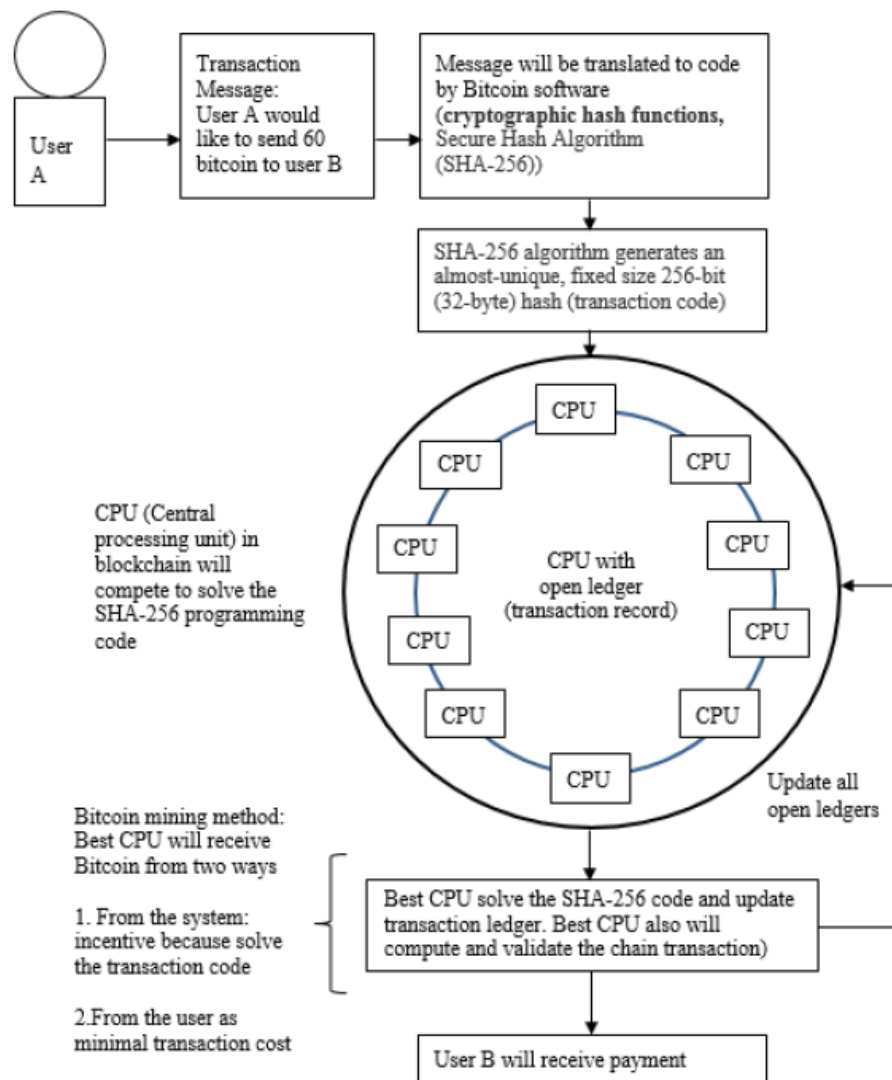 User
A
Transaction
Message:
User A would
like to send 60
bitcoin to user B
Message will be translated to code
by Bitcoin software
(cryptographic hash functions,
Secure Hash Algorithm
(SHA-256))
SHA-256 algorithm generates an
almost-unique, fixed size 256-bit
(32-byte) hash (transaction code)
CPU
CPU
CPU
CPU
CPU
CPU
CPU
CPU
CPU
CPU
CPU with
open ledger
(transaction record)
CPU (Central
processing unit) in
blockchain will
compete to solve the
SHA-256 programming
code
Update all
open ledgers
Bitcoin mining method:
Best CPU will receive
Bitcoin from two ways
1. From the system:
incentive because solve
the transaction code
2.From the user as
minimal transaction cost
Best CPU solve the SHA-256 code and update
transaction ledger. Best CPU also will
compute and validate the chain transaction)
User B will receive payment